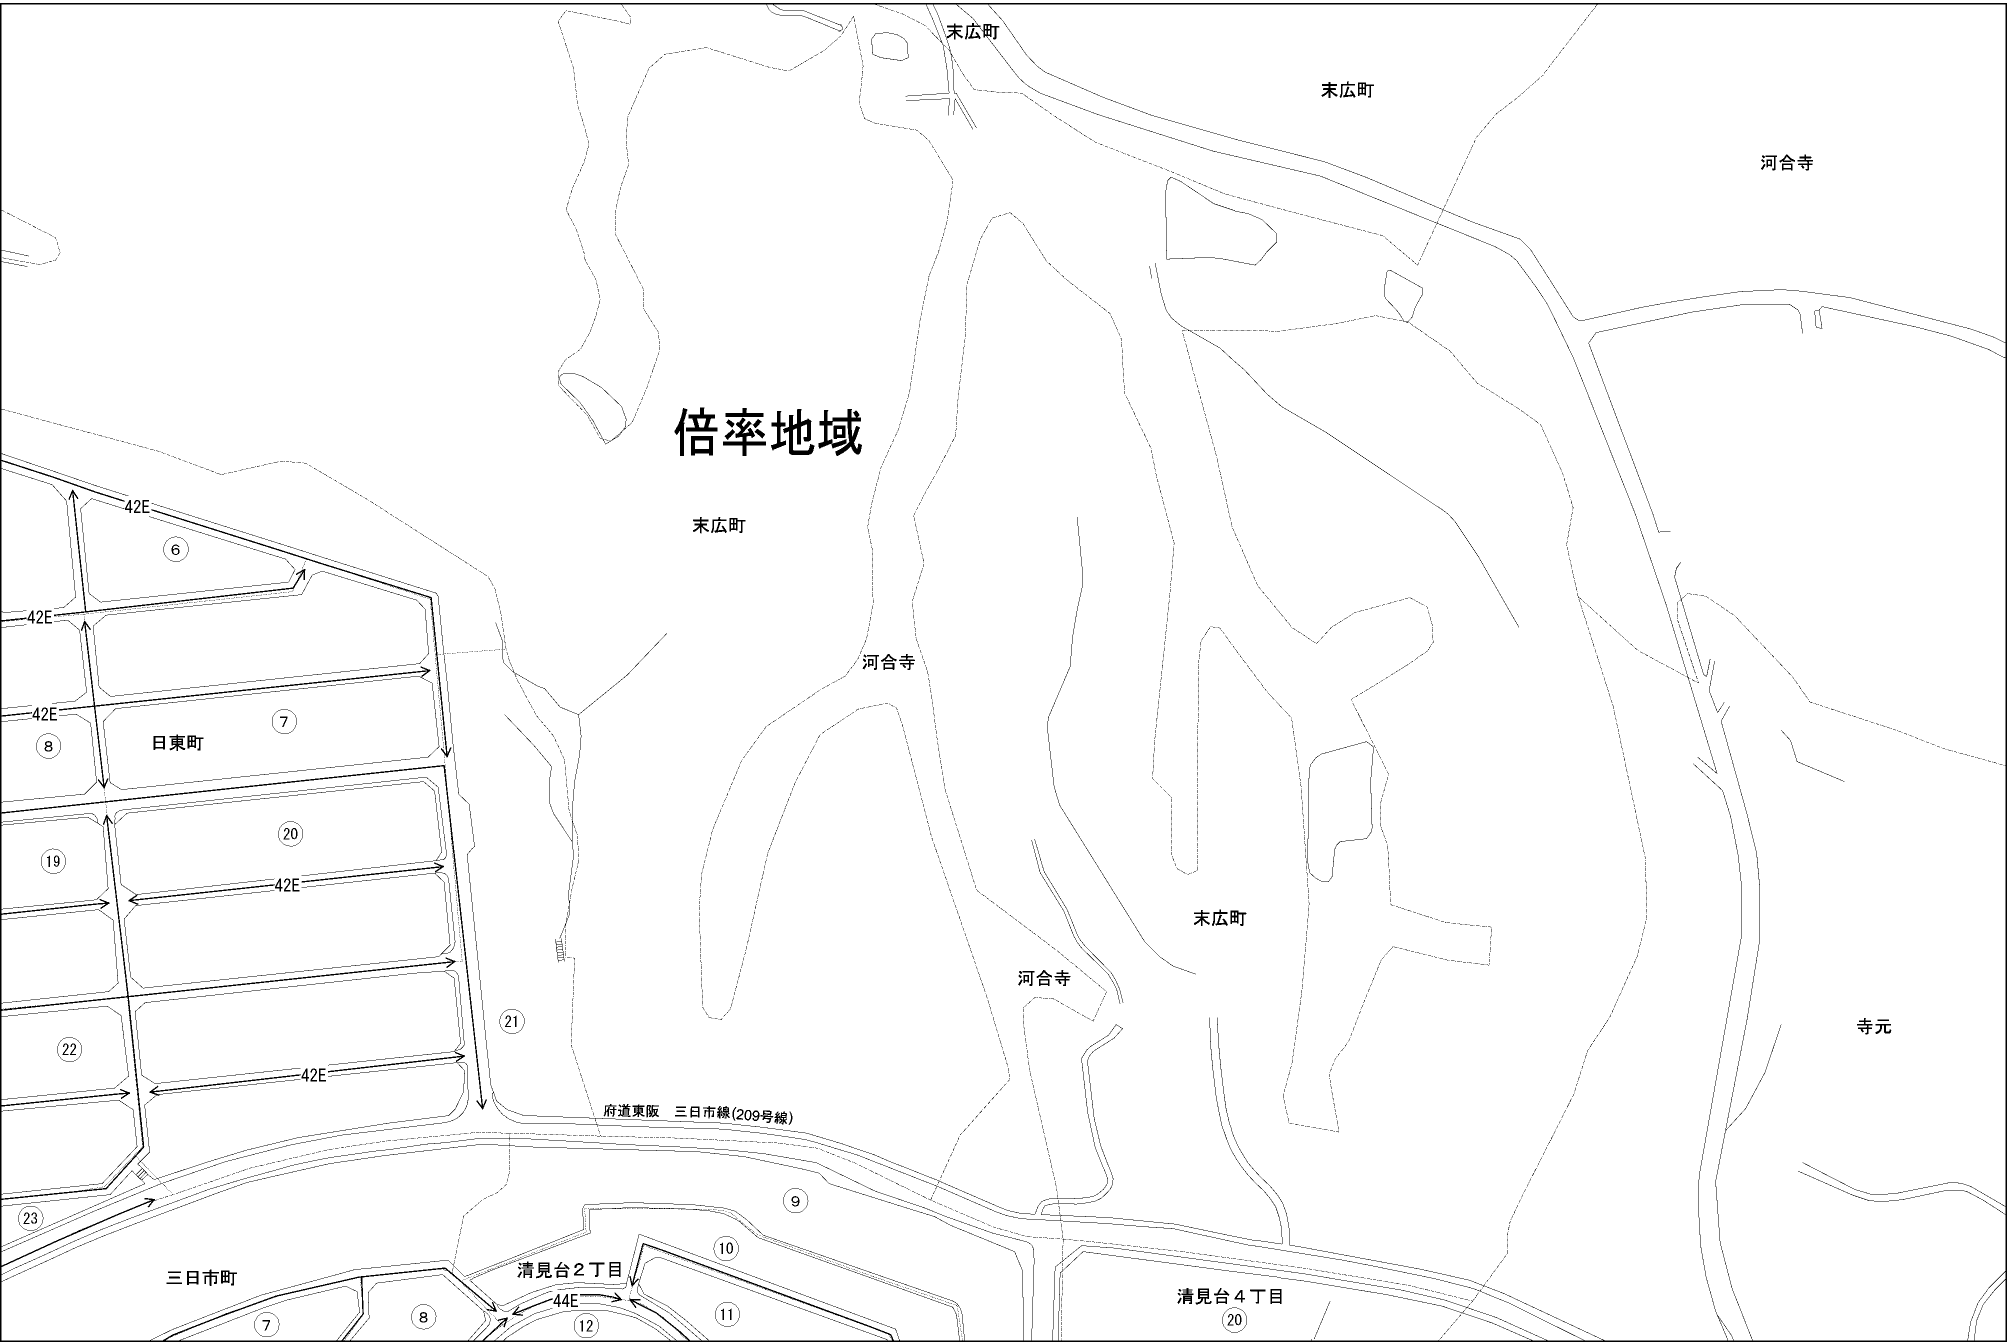 末広町
末広町
河合寺
倍率地域
42E
末広町
6
42E
河合寺
42E
7
日東町
8
20
19
42E
末広町
河合寺
21
寺元
22
42E
府道東阪 三日市線(209号線)
9
23
10
三日市町
清見台2丁目
清見台4丁目
44E
11
8
20
7
12